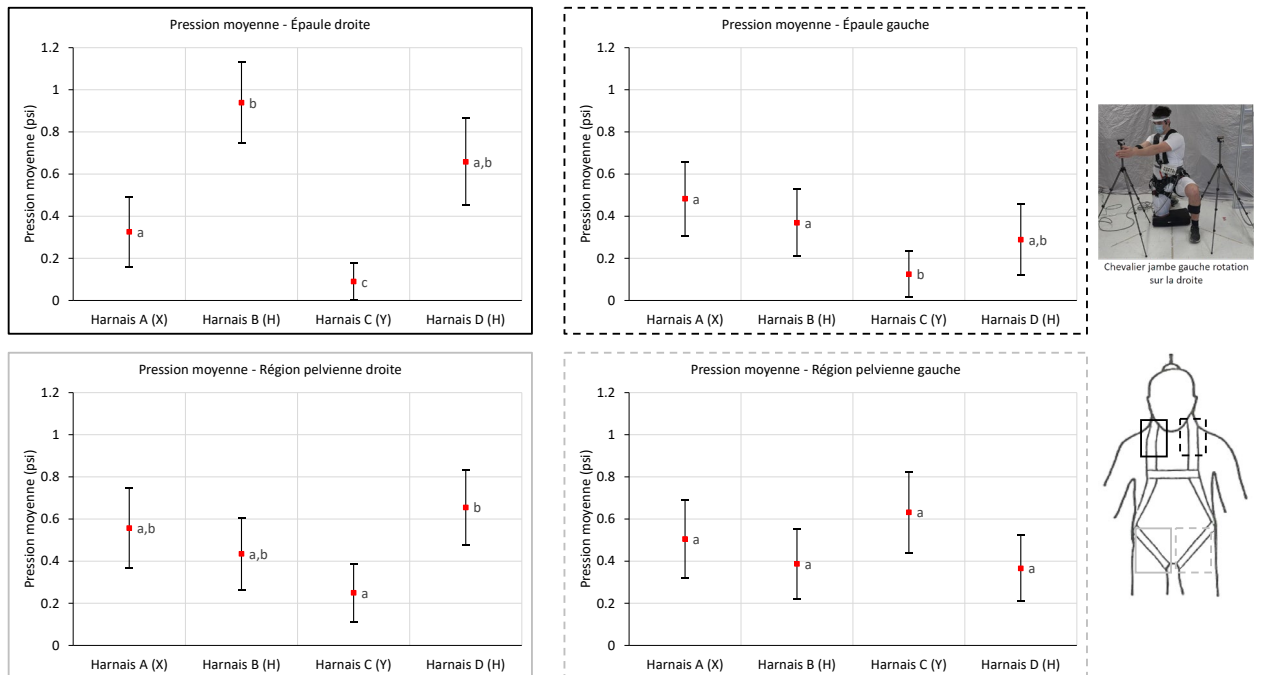 Pression moyenne - Épaule droite
Pression moyenne (psi)
1.2
1
0.8
0.6
0.4
0.2
0
a
b
c
a,b
Harnais A (X) Harnais B (H) Harnais C (Y) Harnais D (H)
Pression moyenne - Épaule gauche
Pression moyenne (psi)
1.2
1
0.8
0.6
0.4
0.2
0
a
a
b
a,b
Harnais A (X) Harnais B (H) Harnais C (Y) Harnais D (H)
Chevalier jambe gauche rotation
sur la droite
Pression moyenne - Région pelvienne droite
Pression moyenne (psi)
1.2
1
0.8
0.6
0.4
0.2
0
a,b
a,b
a
b
Harnais A (X) Harnais B (H) Harnais C (Y) Harnais D (H)
Pression moyenne - Région pelvienne gauche
Pression moyenne (psi)
1.2
1
0.8
0.6
0.4
0.2
0
a
a
a
a
Harnais A (X) Harnais B (H) Harnais C (Y) Harnais D (H)